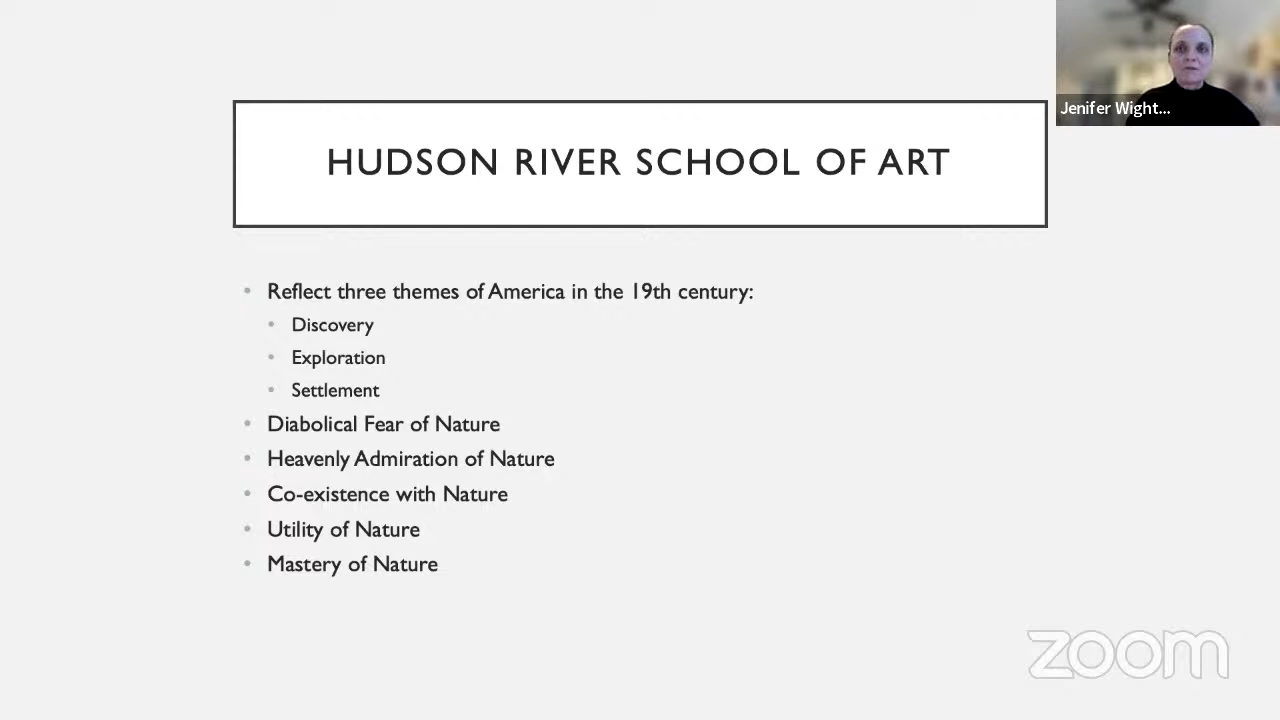 Jenifer Wight...
HUDSON RIVER SCHOOL OF ART
• Reflect three themes of America in the 19th century:
• Discovery
• Exploration
• Settlement
• Diabolical Fear of Nature
• Heavenly Admiration of Nature
• Co-existence with Nature
• Utility of Nature
• Mastery of Nature
zoom